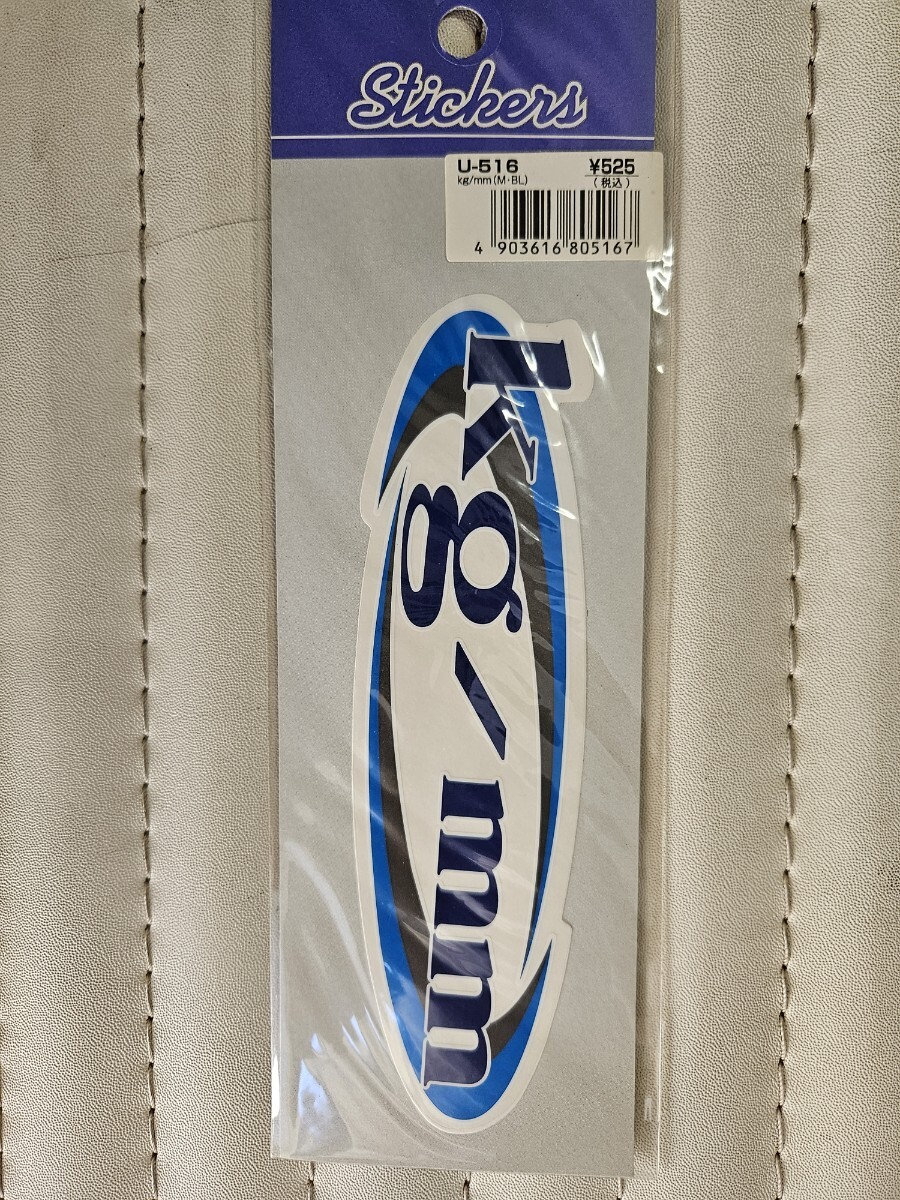 Stickers
U-516 ¥525
kg/mm(M・BL) (税込)
4 903616 805167
kg/mm